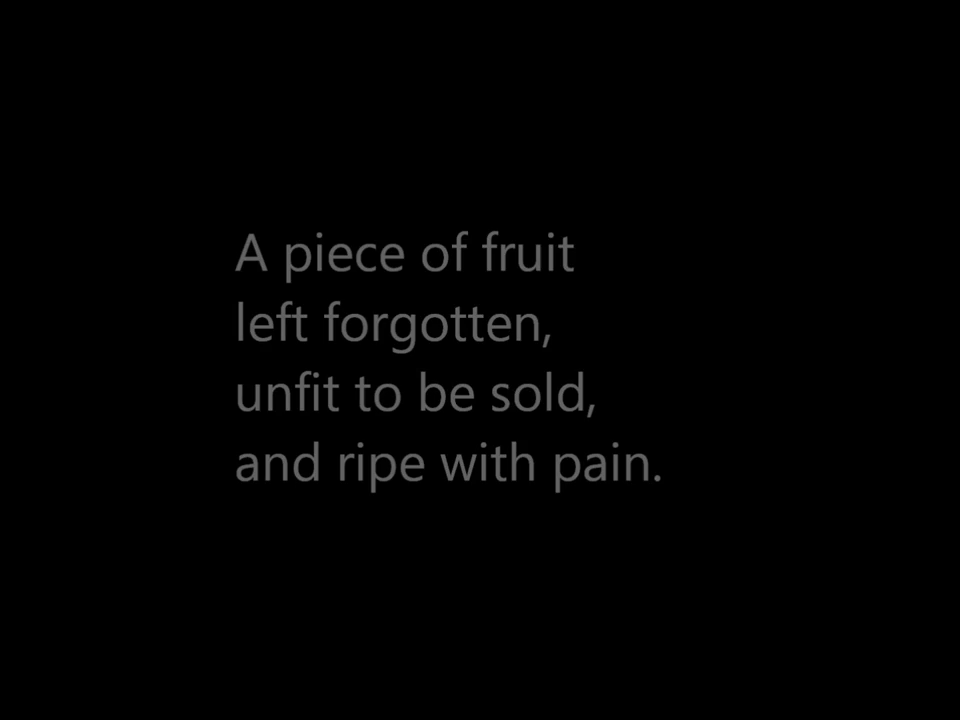 A piece of fruit
left forgotten,
unfit to be sold,
and ripe with pain.